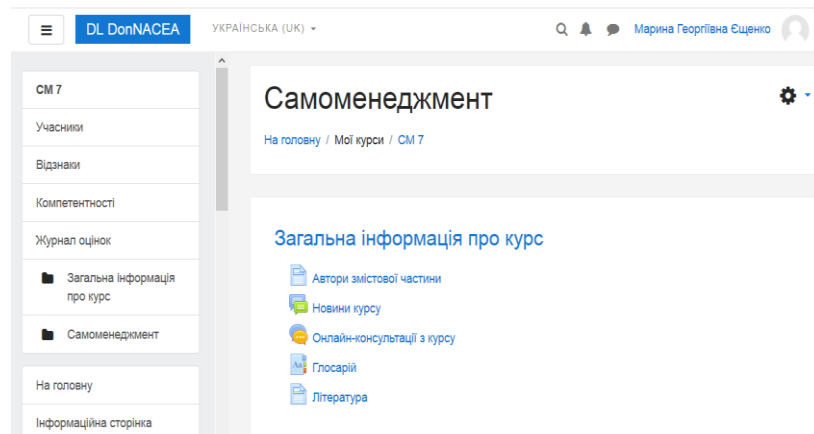 DL DonNACEA
УКРАЇНСЬКА (UK)
Марина Георгіївна Єщенко
СМ 7
Учасники
Відзнаки
Компетентності
Журнал оцінок
Загальна інформація
про курс
Самоменеджмент
На головну
Інформаційна сторінка
Самоменеджмент
На головну / Мої курси / СМ 7
Загальна інформація про курс
Автори змістової частини
Новини курсу
Онлайн-консультації з курсу
Глосарій
Література